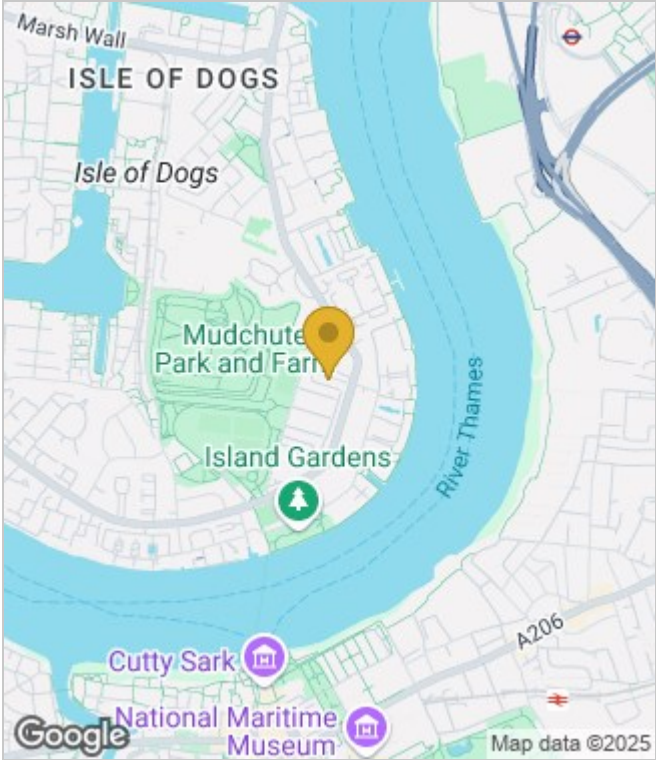 Marsh Wall
ISLE OF DOGS
Isle of Dogs
Mudchute
Park and Farm
Island Gardens
River Thames
A206
Cutty Sark
National Maritime
Museum
Google
Map data ©2025